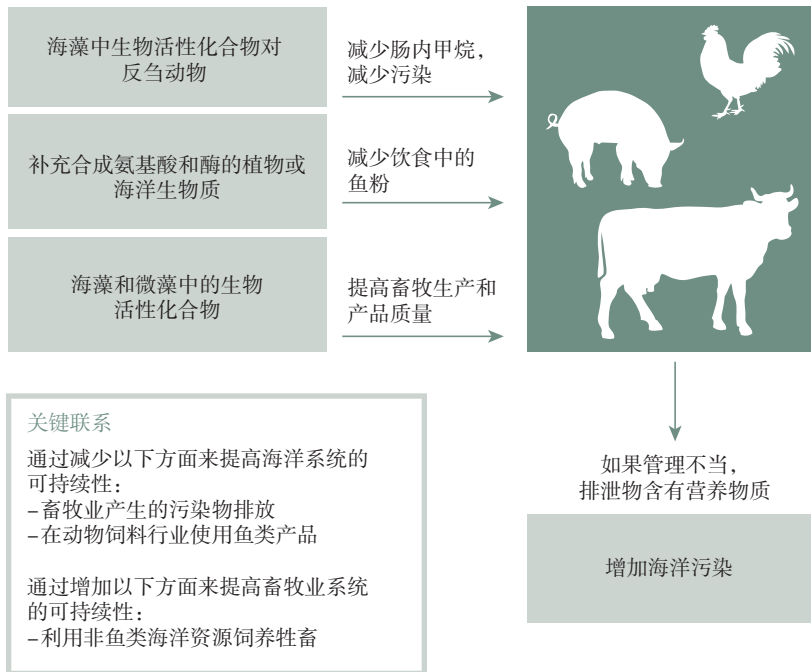 海藻中生物活性化合物对
反刍动物
减少肠内甲烷，
减少污染
补充合成氨基酸和酶的植物或
海洋生物质
减少饮食中的
鱼粉
海藻和微藻中的生物
活性化合物
提高畜牧生产和
产品质量
关键联系
通过减少以下方面来提高海洋系统的
可持续性：
–畜牧业产生的污染物排放
–在动物饲料行业使用鱼类产品
通过增加以下方面来提高畜牧业系统
的可持续性：
–利用非鱼类海洋资源饲养牲畜
如果管理不当，
排泄物含有营养物质
增加海洋污染